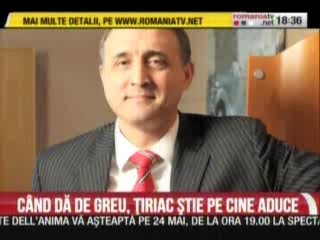 MAI MULTE DETALII, PE WWW.ROMANIATV.NET
romaniatv
.net
18:36
CÂND DĂ DE GREU, ŢIRIAC ŞTIE PE CINE ADUCE
TE DELL'ANIMA VĂ AŞTEAPTĂ PE 24 MAI, DE LA ORA 19.00 LA SPECTA